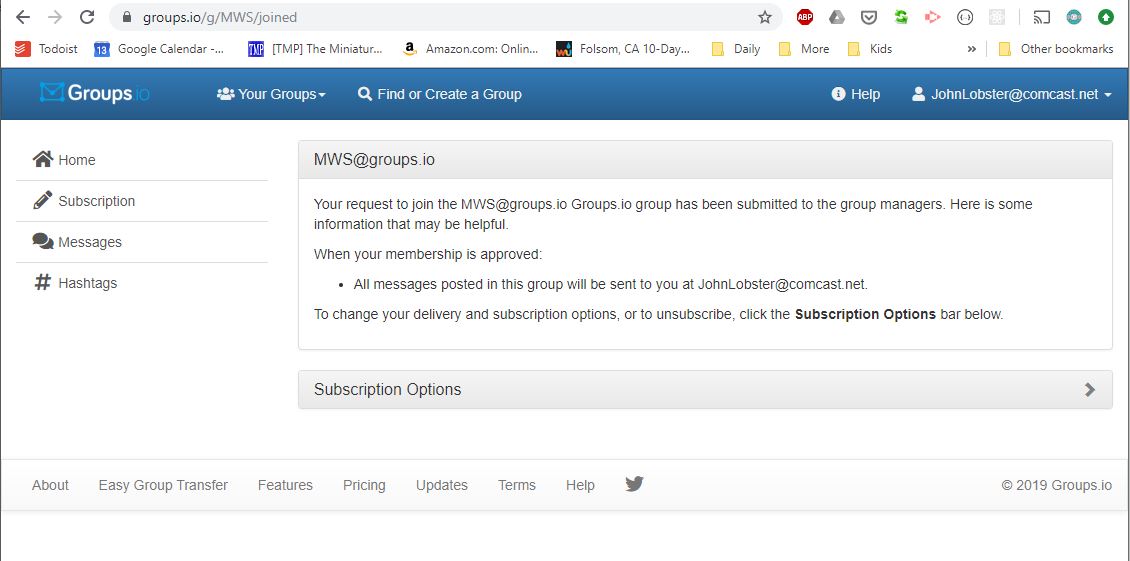 groups.io/g/MWS/joined
ABP
Todoist
13 Google Calendar -...
TMP [TMP] The Miniatur...
a Amazon.com: Onlin...
wu Folsom, CA 10-Day...
Daily
More
Kids
»
Other bookmarks
Groups.io
Your Groups
Find or Create a Group
Help
JohnLobster@comcast.net
Home
Subscription
Messages
# Hashtags
MWS@groups.io
Your request to join the MWS@groups.io Groups.io group has been submitted to the group managers. Here is some
information that may be helpful.
When your membership is approved:
• All messages posted in this group will be sent to you at JohnLobster@comcast.net.
To change your delivery and subscription options, or to unsubscribe, click the Subscription Options bar below.
Subscription Options
About Easy Group Transfer Features Pricing Updates Terms Help © 2019 Groups.io